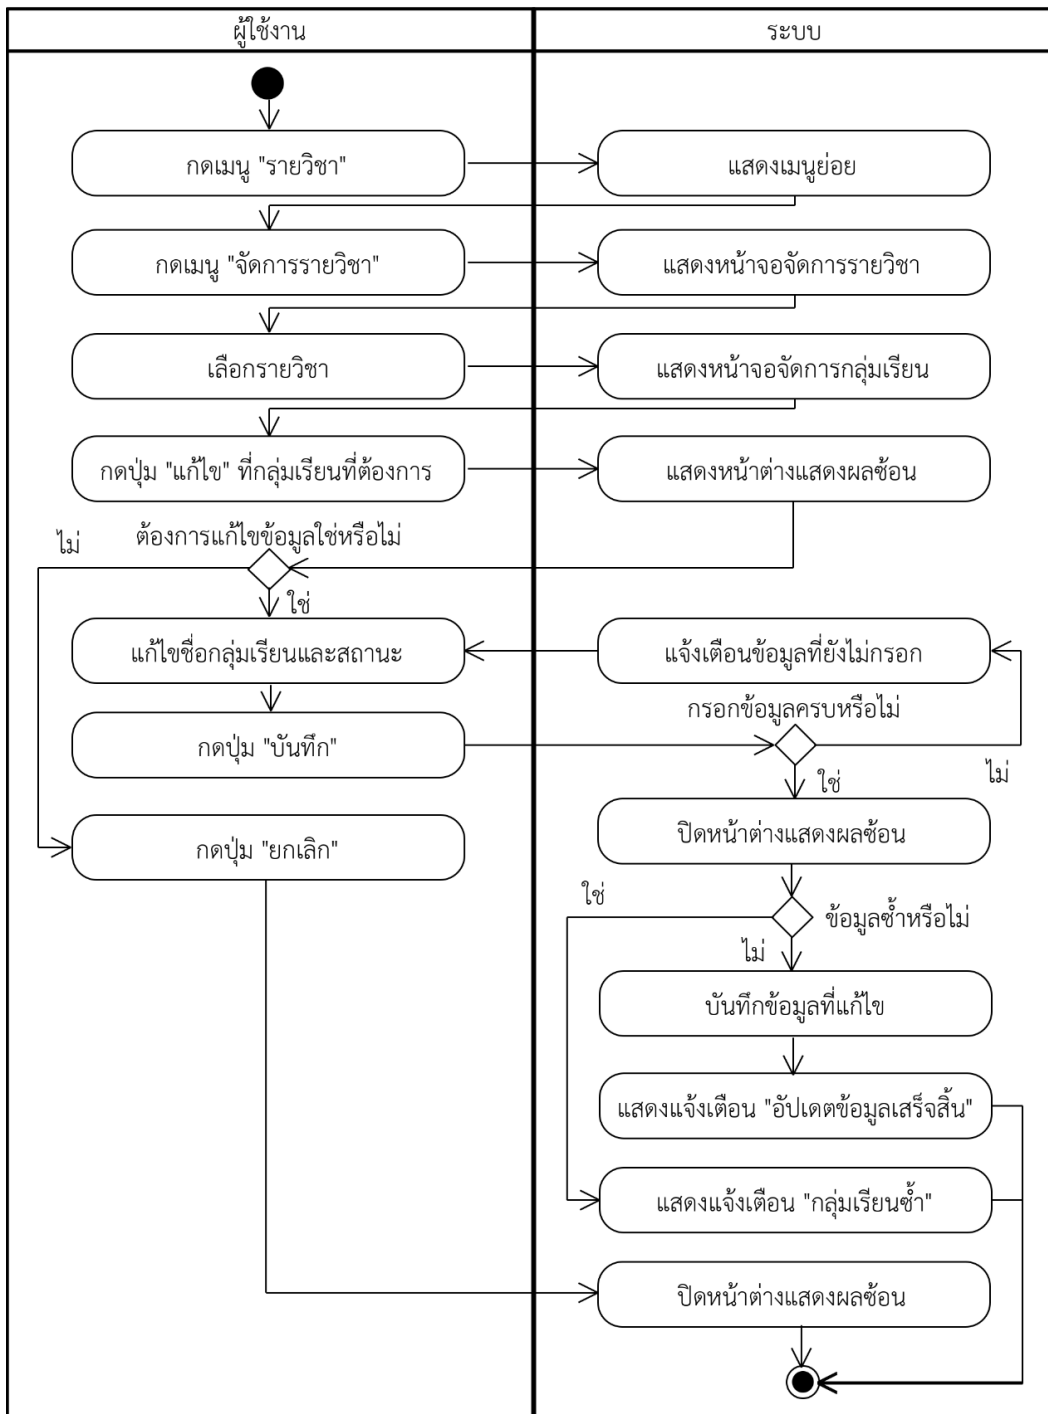 ผู้ใช้งาน
ระบบ
กดเมนู "รายวิชา"
แสดงเมนูย่อย
กดเมนู "จัดการรายวิชา"
แสดงหน้าจอจัดการรายวิชา
เลือกรายวิชา
แสดงหน้าจอจัดการกลุ่มเรียน
กดปุ่ม "แก้ไข" ที่กลุ่มเรียนที่ต้องการ
แสดงหน้าต่างแสดงผลซ้อน
ไม่
ต้องการแก้ไขข้อมูลใช่หรือไม่
ใช่
แก้ไขชื่อกลุ่มเรียนและสถานะ
แจ้งเตือนข้อมูลที่ยังไม่กรอก
กรอกข้อมูลครบหรือไม่
กดปุ่ม "บันทึก"
ไม่
ใช่
ปิดหน้าต่างแสดงผลซ้อน
กดปุ่ม "ยกเลิก"
ใช่
ข้อมูลซ้ำหรือไม่
ไม่
บันทึกข้อมูลที่แก้ไข
แสดงแจ้งเตือน "อัปเดตข้อมูลเสร็จสิ้น"
แสดงแจ้งเตือน "กลุ่มเรียนซ้ำ"
ปิดหน้าต่างแสดงผลซ้อน